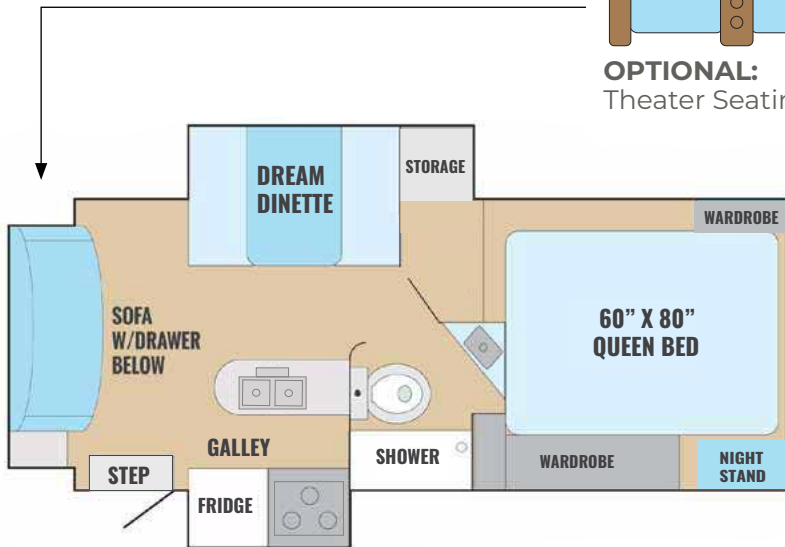 OPTIONAL:
Theater Seatin
DREAM
DINETTE
STORAGE
WARDROBE
SOFA
W/DRAWER
BELOW
60” X 80”
QUEEN BED
GALLEY
SHOWER
WARDROBE
NIGHT
STAND
STEP
FRIDGE